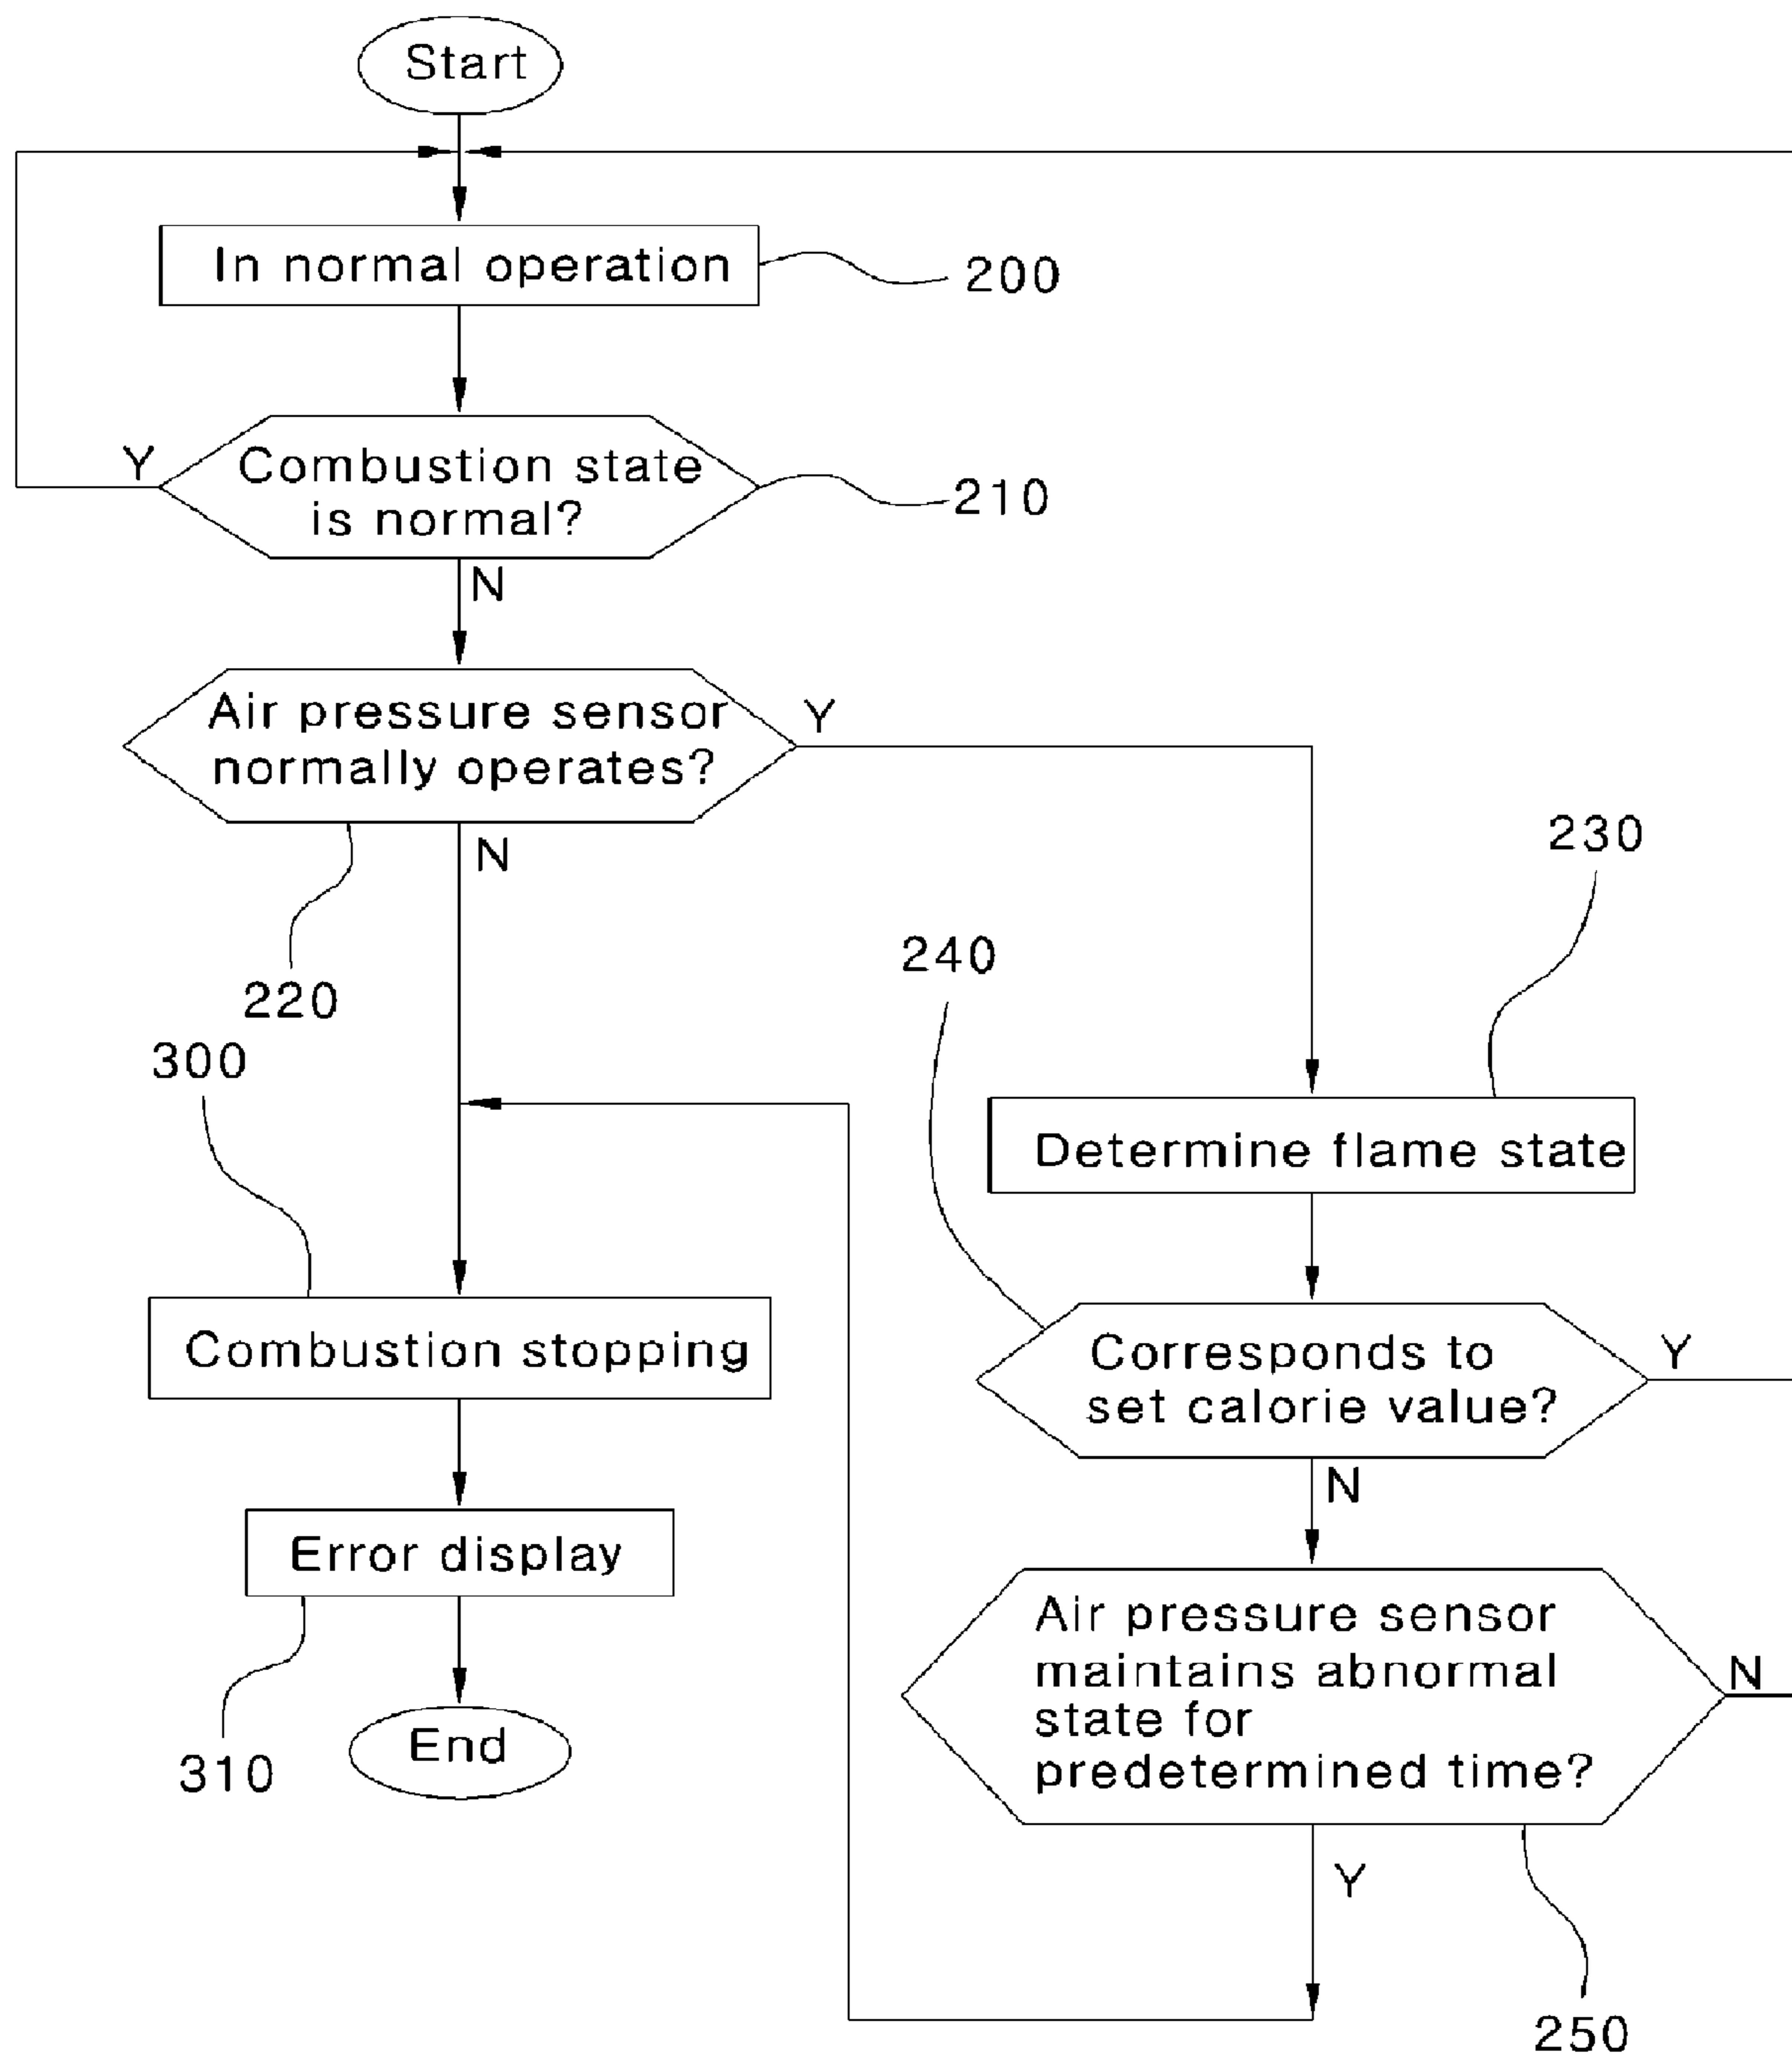 Start
In normal operation
200
Y
Combustion state
is normal?
210
N
Air pressure sensor
normally operates?
Y
N
220
230
240
300
Determine flame state
Combustion stopping
Corresponds to
set calorie value?
Y
N
Error display
310
End
Air pressure sensor
maintains abnormal
state for
predetermined time?
N
Y
250